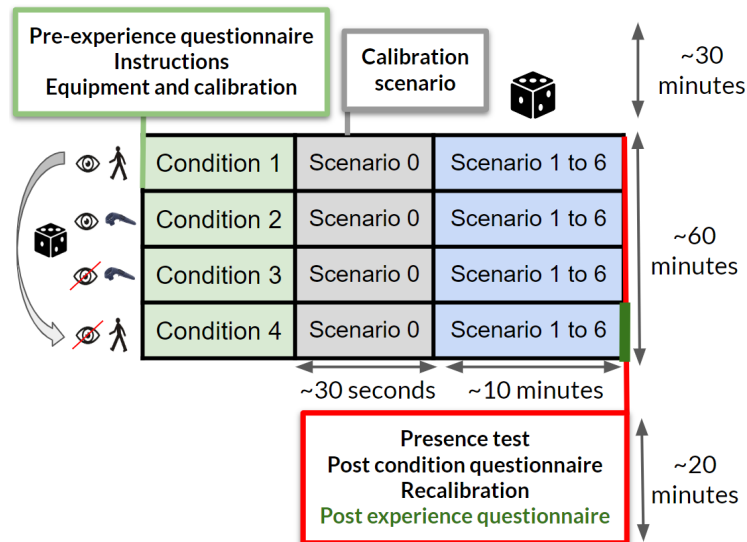 Pre-experience questionnaire
Instructions
Equipment and calibration
Calibration
scenario
~30
minutes
Condition 1 Scenario 0 Scenario 1 to 6
Condition 2 Scenario 0 Scenario 1 to 6
Condition 3 Scenario 0 Scenario 1 to 6
Condition 4 Scenario 0 Scenario 1 to 6
~60
minutes
~30 seconds ~10 minutes
Presence test
Post condition questionnaire
Recalibration
Post experience questionnaire
~20
minutes